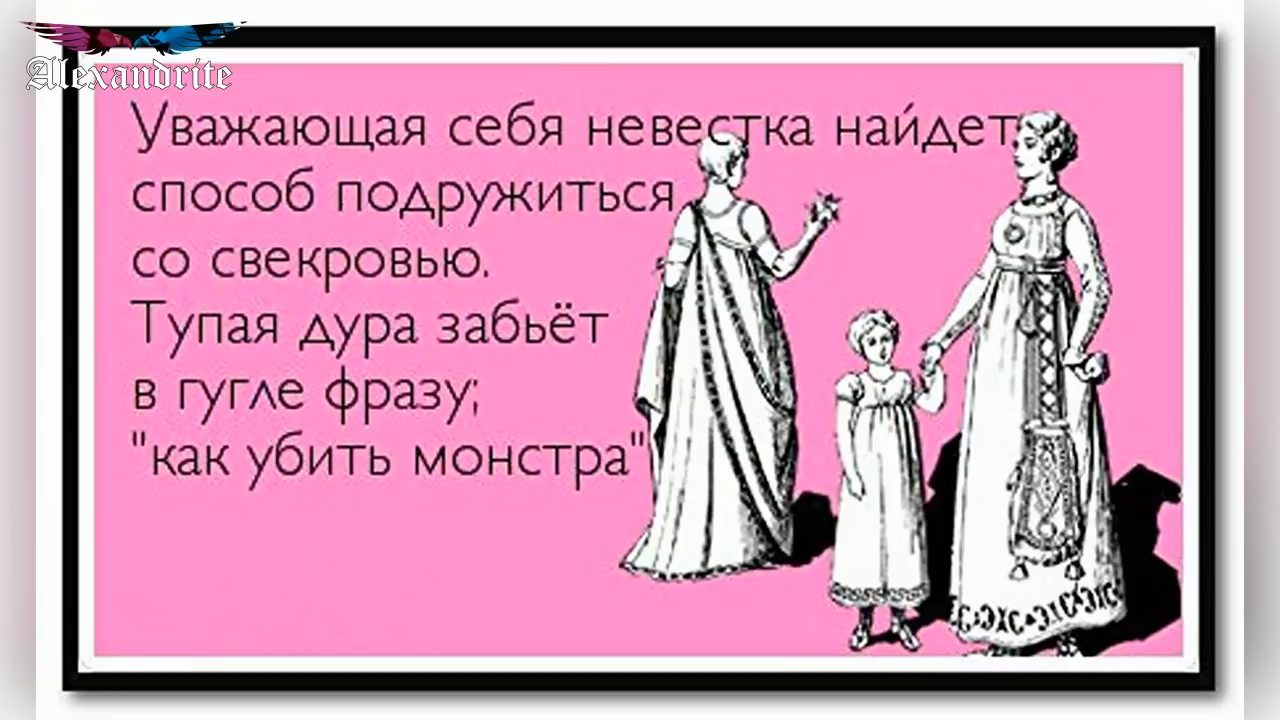 Alexandrite
Уважающая себя невестка найдет
способ подружиться
со свекровью.
Тупая дура забьёт
в гугле фразу;
"как убить монстра"